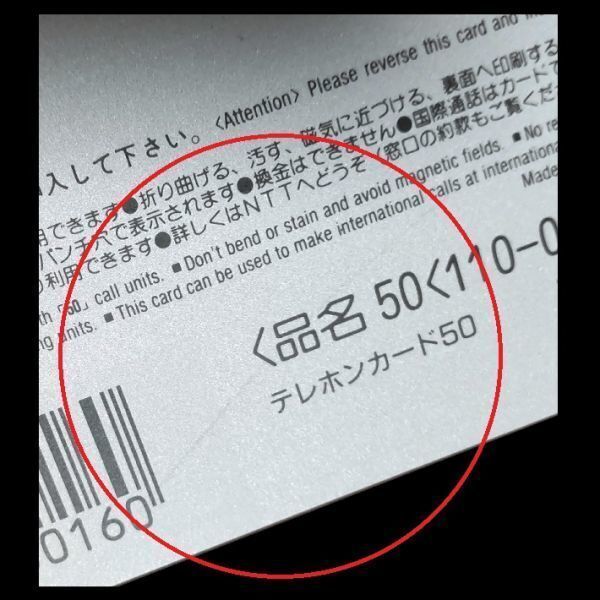 入して下さい。〈Attention〉 Please reverse this card and
用できます●折り曲げる、汚す、磁気に近づける、裏面へ印刷する
パンチ穴で表示されます●換金はできません●国際通話はカードで
の利用できます●詳しくはNTTへどうぞ(窓口の約款もご覧くだ
「50」 call units. ■Don't bend or stain and avoid magnetic fields. ■No
units. ■This card can be used to make international calls at international
Made
〈品名 50〈110-0
テレホンカード50
0160